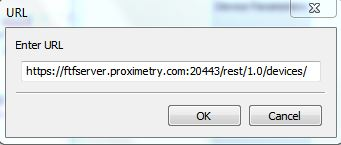 URL
Enter URL
https://ftfserver.proximetry.com:20443/rest/1.0/devices/
OK
Cancel